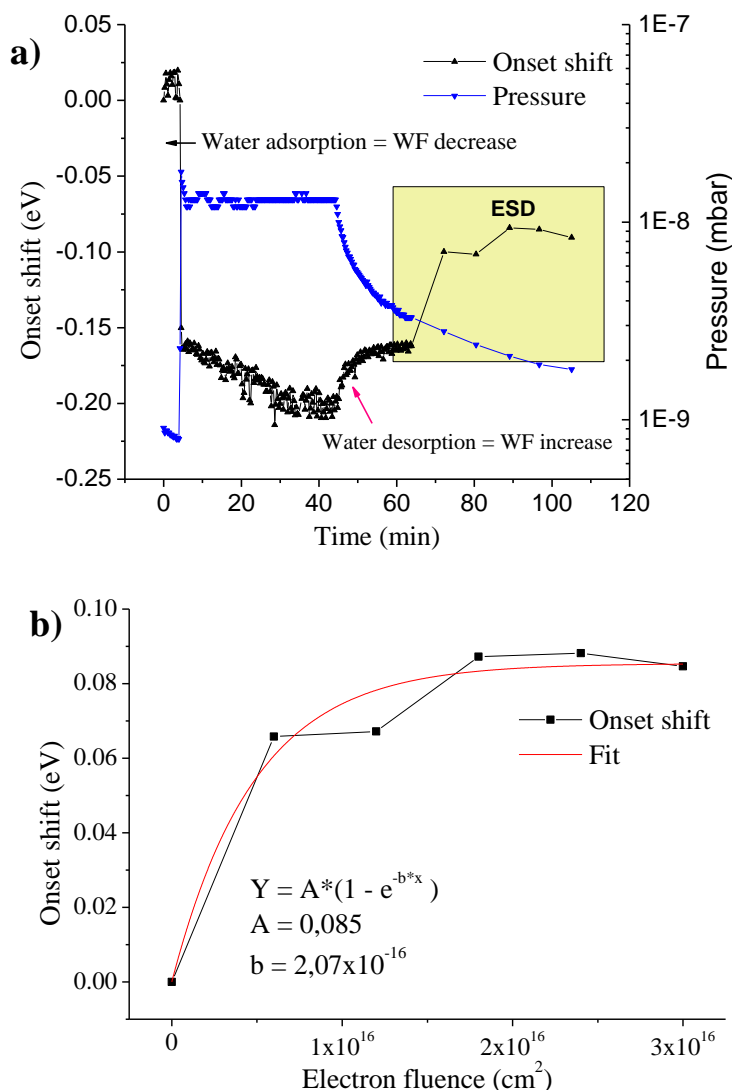 a)
0.05
0.00
-0.05
-0.10
-0.15
-0.20
-0.25
Onset shift (eV)
1E-7
1E-8
1E-9
Pressure (mbar)
Onset shift
Pressure
Water adsorption = WF decrease
ESD
Water desorption = WF increase
0 20 40 60 80 100 120
Time (min)
b)
0.10
0.08
0.06
0.04
0.02
0.00
Onset shift (eV)
Onset shift
Fit
Y = A*(1 - e^-b*x )
A = 0,085
b = 2,07x10^-16
0 1x10^16 2x10^16 3x10^16
Electron fluence (cm^2)